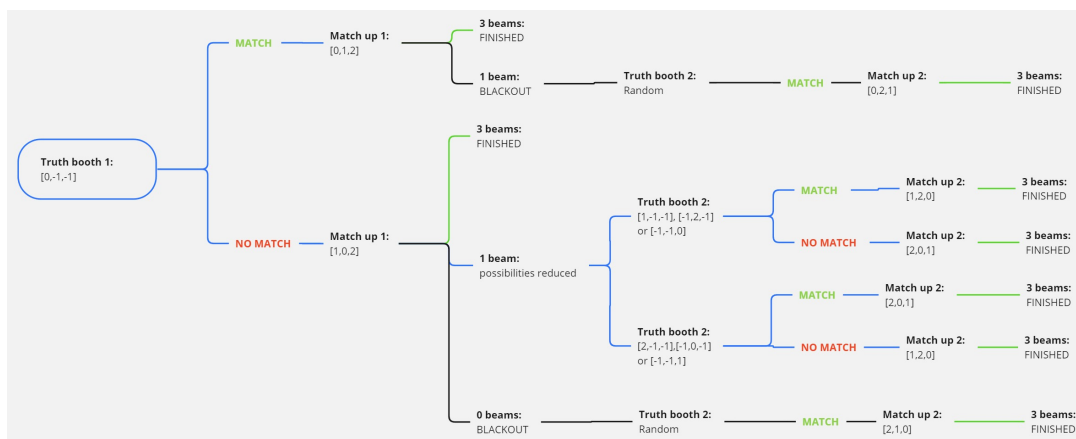 3 beams:
FINISHED
MATCH
Match up 1:
[0,1,2]
1 beam:
BLACKOUT
Truth booth 2:
Random
MATCH
Match up 2:
[0,2,1]
3 beams:
FINISHED
Truth booth 1:
[0,-1,-1]
3 beams:
FINISHED
NO MATCH
Match up 1:
[1,0,2]
1 beam:
possibilities reduced
Truth booth 2:
[1,-1,-1], [-1,2,-1]
or [-1,-1,0]
MATCH
Match up 2:
[1,2,0]
3 beams:
FINISHED
NO MATCH
Match up 2:
[2,0,1]
3 beams:
FINISHED
Truth booth 2:
[2,-1,-1],[-1,0,-1]
or [-1,-1,1]
MATCH
Match up 2:
[2,0,1]
3 beams:
FINISHED
NO MATCH
Match up 2:
[1,2,0]
3 beams:
FINISHED
0 beams:
BLACKOUT
Truth booth 2:
Random
MATCH
Match up 2:
[2,1,0]
3 beams:
FINISHED